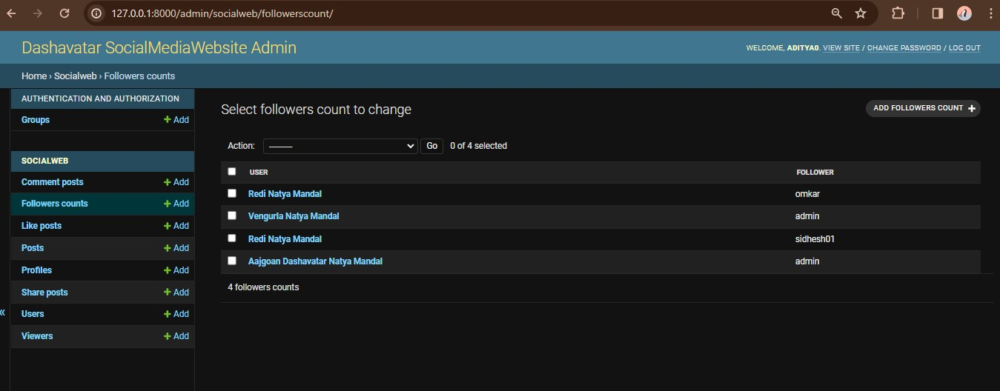 127.0.0.1:8000/admin/socialweb/followerscount/
Dashavatar SocialMediaWebsite Admin
WELCOME, ADITYA0. VIEW SITE / CHANGE PASSWORD / LOG OUT
Home › Socialweb › Followers counts
AUTHENTICATION AND AUTHORIZATION
Groups + Add
SOCIALWEB
Comment posts + Add
Followers counts + Add
Like posts + Add
Posts + Add
Profiles + Add
Share posts + Add
Users + Add
Viewers + Add
«
Select followers count to change
ADD FOLLOWERS COUNT +
Action: --------- Go 0 of 4 selected
USER FOLLOWER
Redi Natya Mandal omkar
Vengurla Natya Mandal admin
Redi Natya Mandal sidhesh01
Aajgoan Dashavatar Natya Mandal admin
4 followers counts